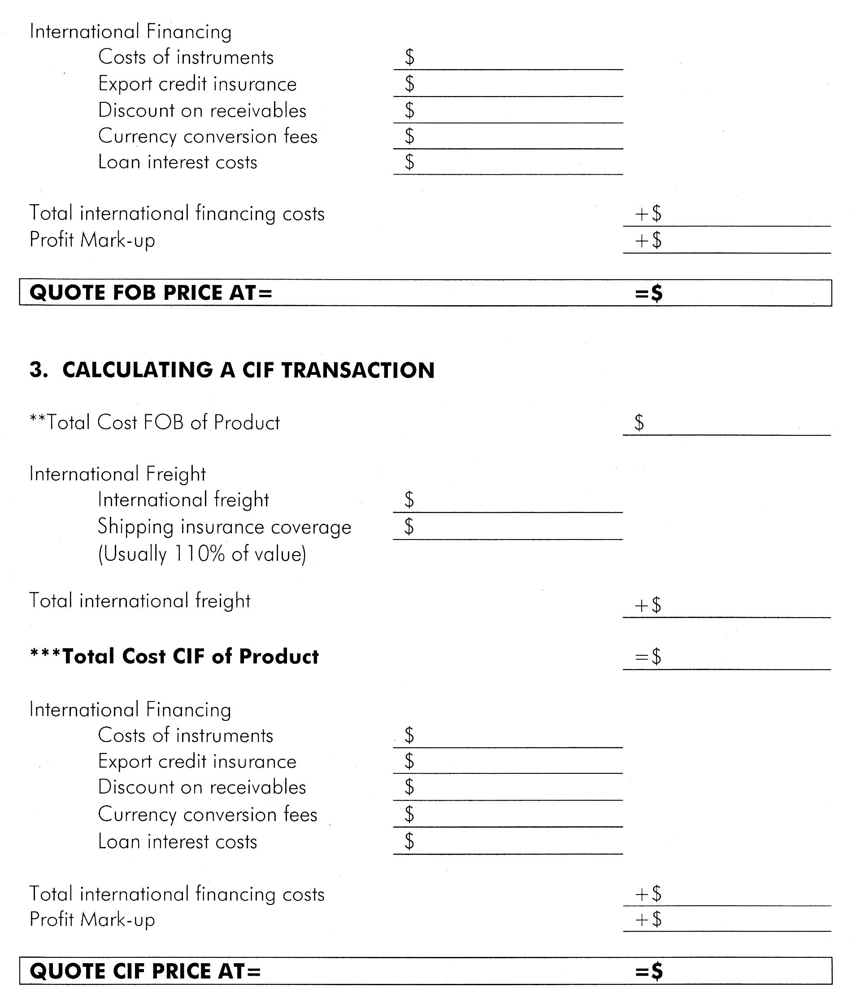 International Financing
Costs of instruments $
Export credit insurance $
Discount on receivables $
Currency conversion fees $
Loan interest costs $
Total international financing costs +$
Profit Mark-up +$
QUOTE FOB PRICE AT= =$
3. CALCULATING A CIF TRANSACTION
**Total Cost FOB of Product $
International Freight
International freight $
Shipping insurance coverage $
(Usually 110% of value)
Total international freight +$
***Total Cost CIF of Product =$
International Financing
Costs of instruments $
Export credit insurance $
Discount on receivables $
Currency conversion fees $
Loan interest costs $
Total international financing costs +$
Profit Mark-up +$
QUOTE CIF PRICE AT= =$